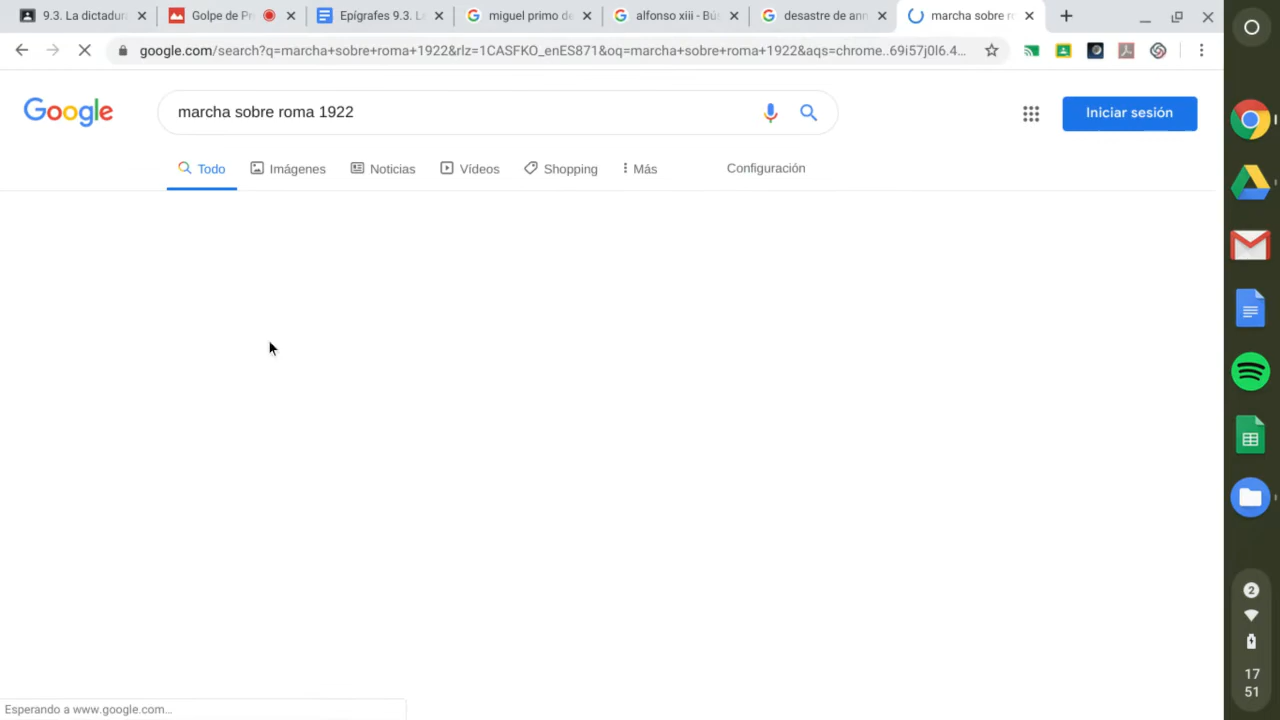 9.3. La dictadura
Golpe de Pr
Epígrafes 9.3. L
miguel primo de
alfonso xiii - Bús
desastre de ann
marcha sobre ro
google.com/search?q=marcha+sobre+roma+1922&rlz=1CASFKO_enES871&oq=marcha+sobre+roma+1922&aqs=chrome..69i57j0l6.4...
Google
marcha sobre roma 1922
Iniciar sesión
Todo
Imágenes
Noticias
Vídeos
Shopping
Más
Configuración
2
17
51
Esperando a www.google.com...